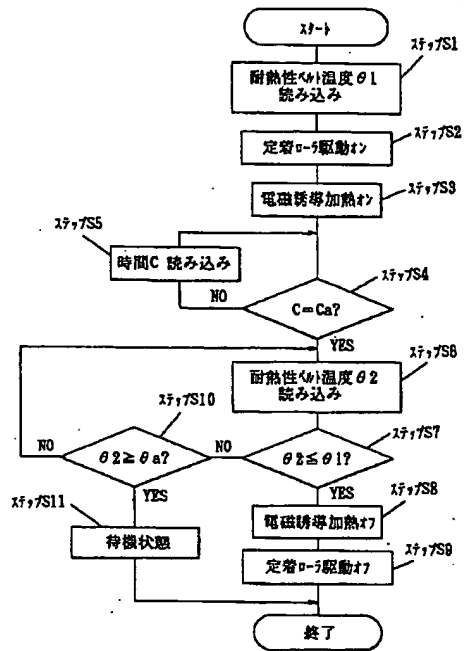 スタート
ステップS1
耐熱性ベルト温度θ1
読み込み
ステップS2
定着ローラ駆動オン
ステップS3
電磁誘導加熱オン
ステップS5
時間C 読み込み
ステップS4
NO
C=Ca?
YES
ステップS6
耐熱性ベルト温度θ2
読み込み
ステップS10
ステップS7
NO
θ2≧θa?
NO
θ2≦θ1?
YES
YES
ステップS11
ステップS8
待機状態
電磁誘導加熱オフ
ステップS9
定着ローラ駆動オフ
終了